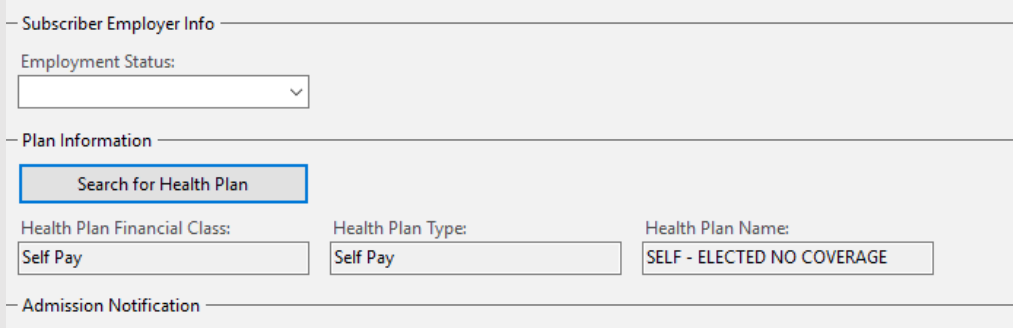 Subscriber Employer Info
Employment Status:
Plan Information
Search for Health Plan
Health Plan Financial Class: Health Plan Type: Health Plan Name:
Self Pay Self Pay SELF - ELECTED NO COVERAGE
Admission Notification